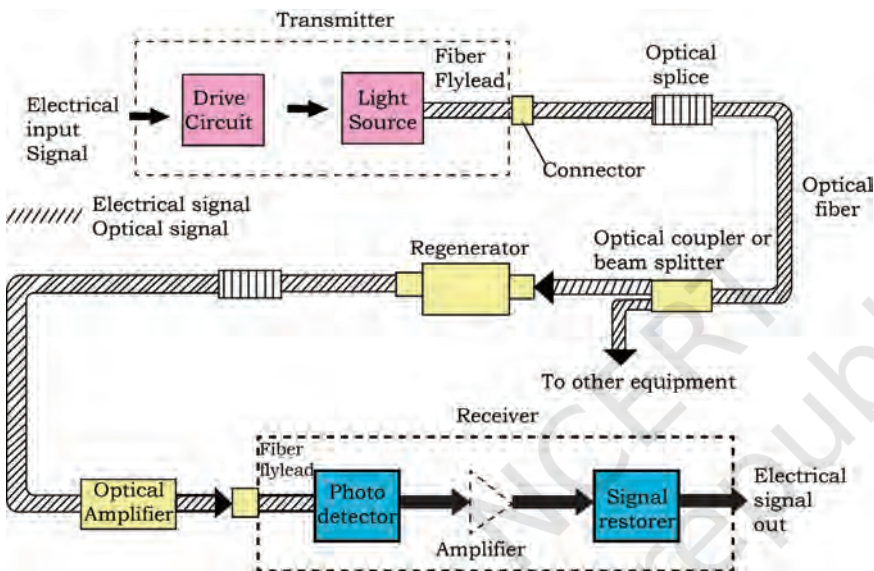 Transmitter
Fiber
Flylead
Optical
splice
Electrical
input
Signal
Drive
Circuit
Light
Source
Connector
Optical
fiber
Electrical signal
Optical signal
Regenerator
Optical coupler or
beam splitter
To other equipment
Receiver
Fiber
flylead
Optical
Amplifier
Photo
detector
Amplifier
Signal
restorer
Electrical
signal
out
NCERT
republ